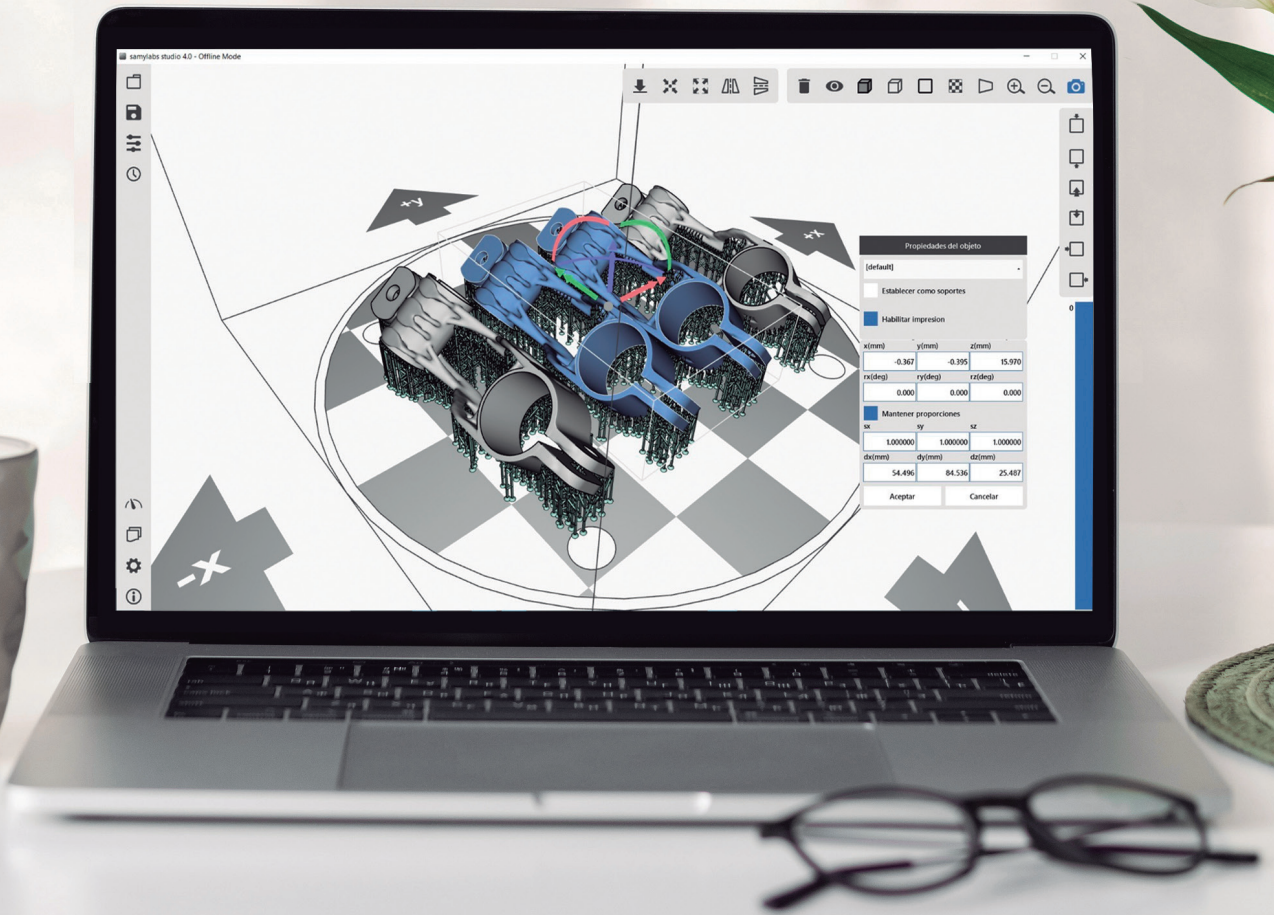 samylabs studio 4.0 - Offline Mode
+y
+x
Propiedades del objeto
[default]
Establecer como soportes
Habilitar impresion
0
x(mm) y(mm) z(mm)
-0.367 -0.395 15.970
rx(deg) ry(deg) rz(deg)
0.000 0.000 0.000
Mantener proporciones
sx sy sz
1.000000 1.000000 1.000000
dx(mm) dy(mm) dz(mm)
54.496 84.536 25.487
Aceptar Cancelar
-x